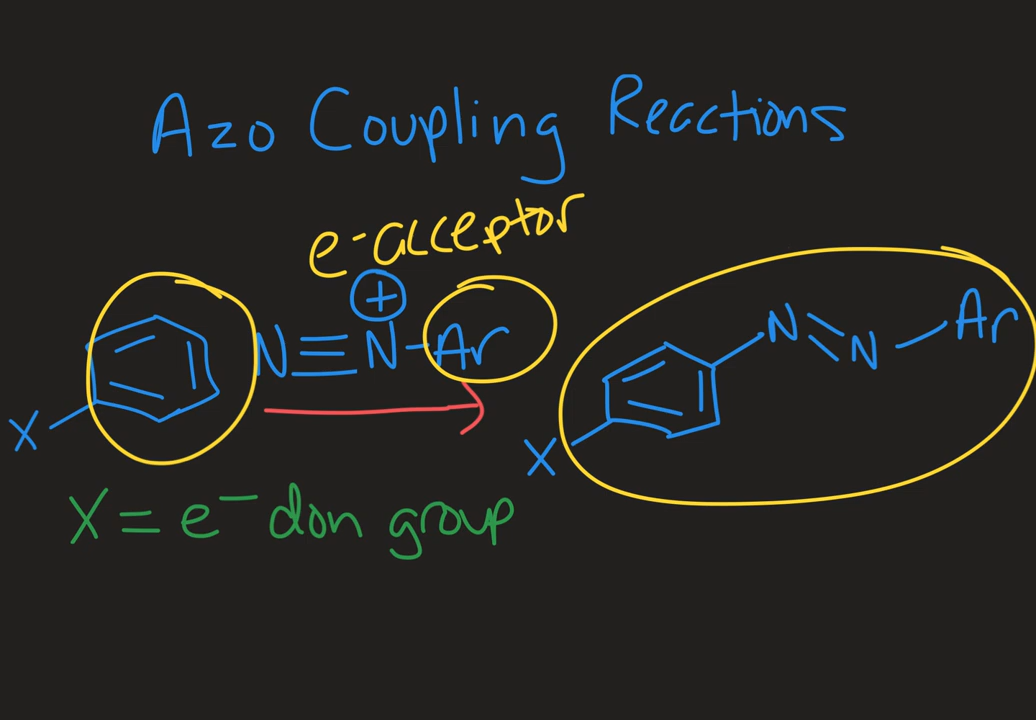 Azo Coupling Reactions
e-acceptor
X N≡N⊕-Ar
X N=N-Ar
X = e⁻ don group